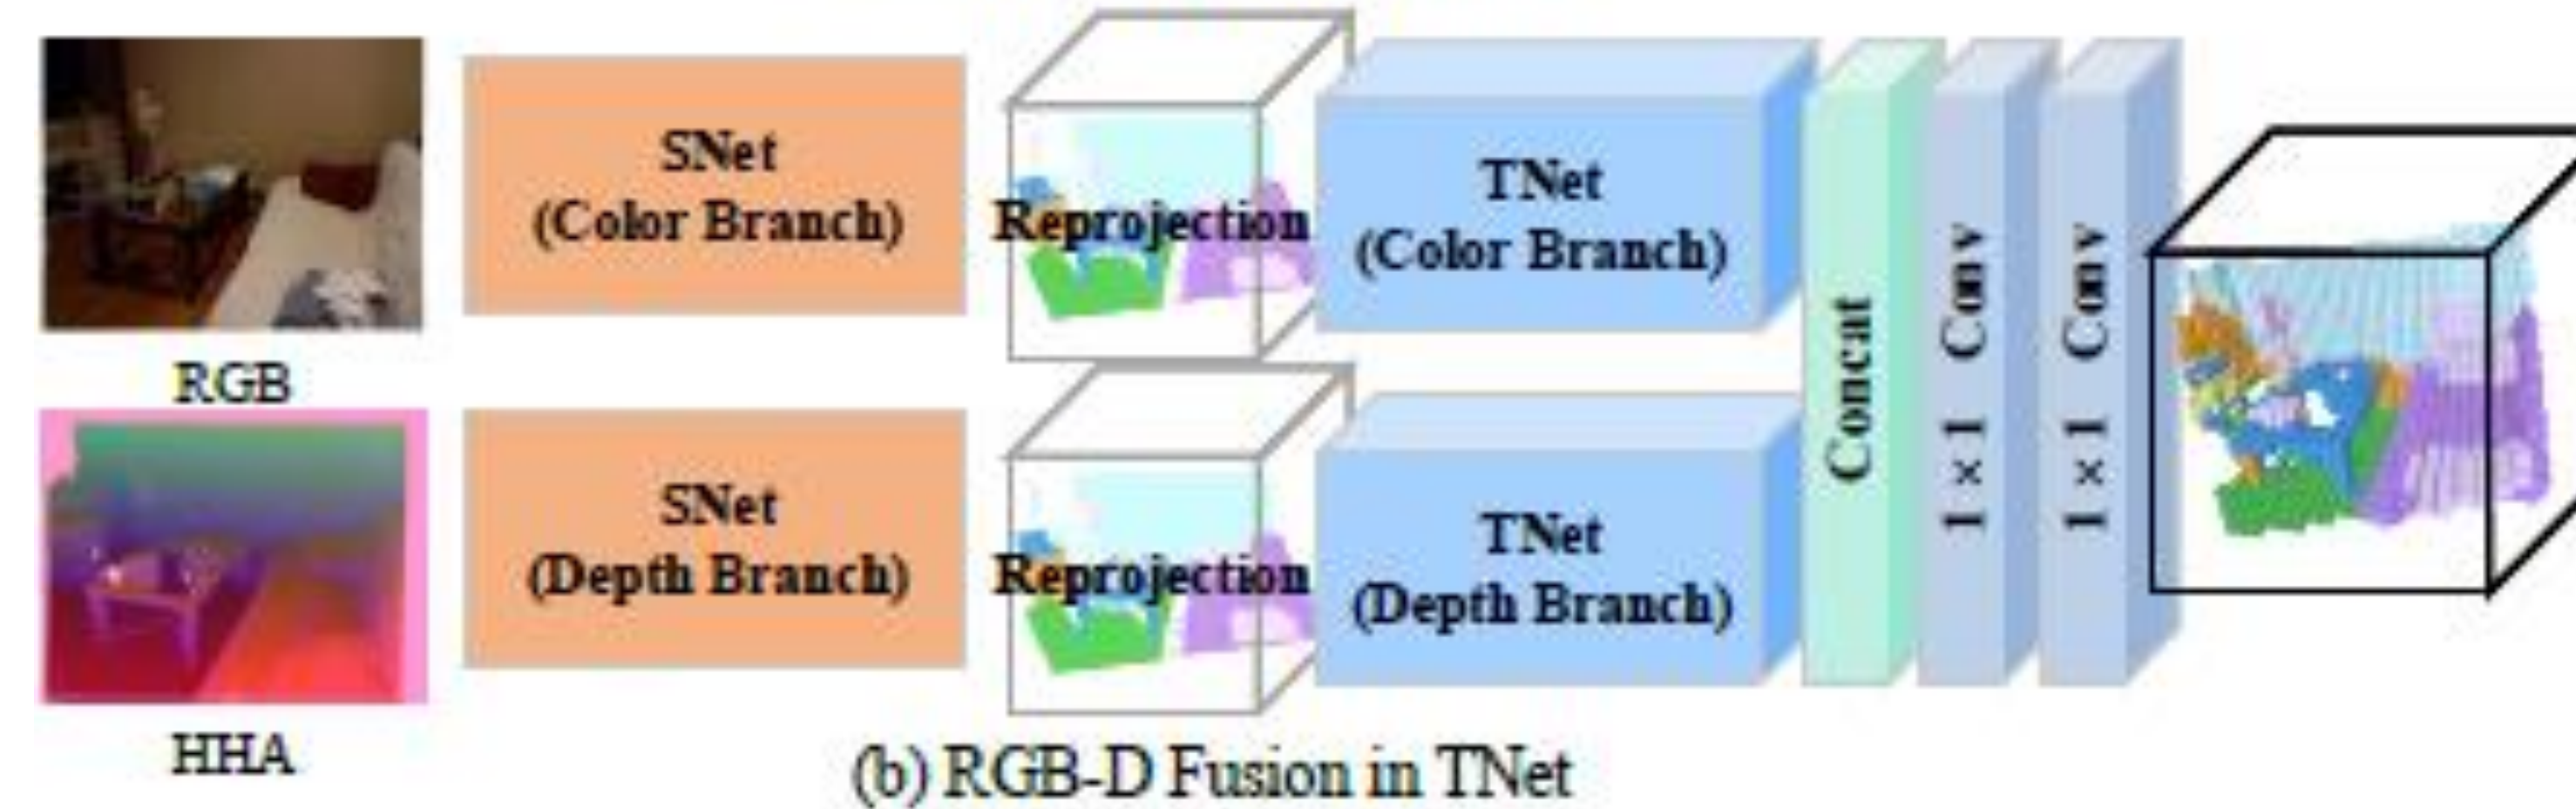 RGB
SNet
(Color Branch)
Reprojection
TNet
(Color Branch)
HHA
SNet
(Depth Branch)
Reprojection
TNet
(Depth Branch)
Concat
1×1 Conv
1×1 Conv
(b) RGB-D Fusion in TNet